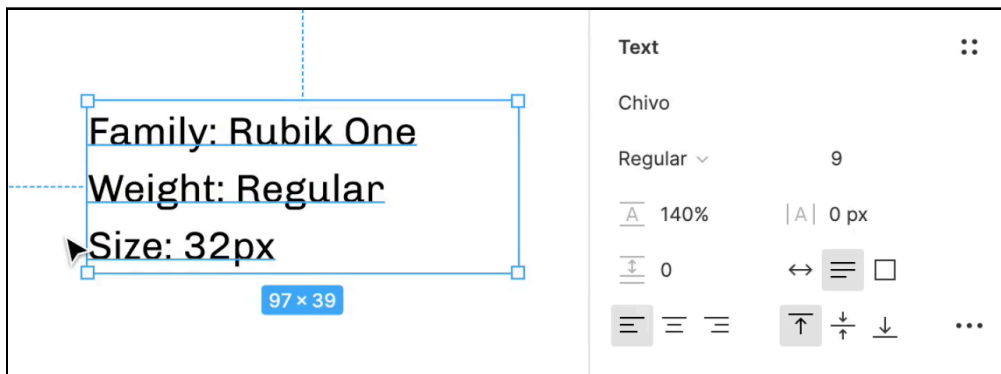 Family: Rubik One
Weight: Regular
Size: 32px
97 × 39
Text
Chivo
Regular 9
A 140% |A| 0 px
0